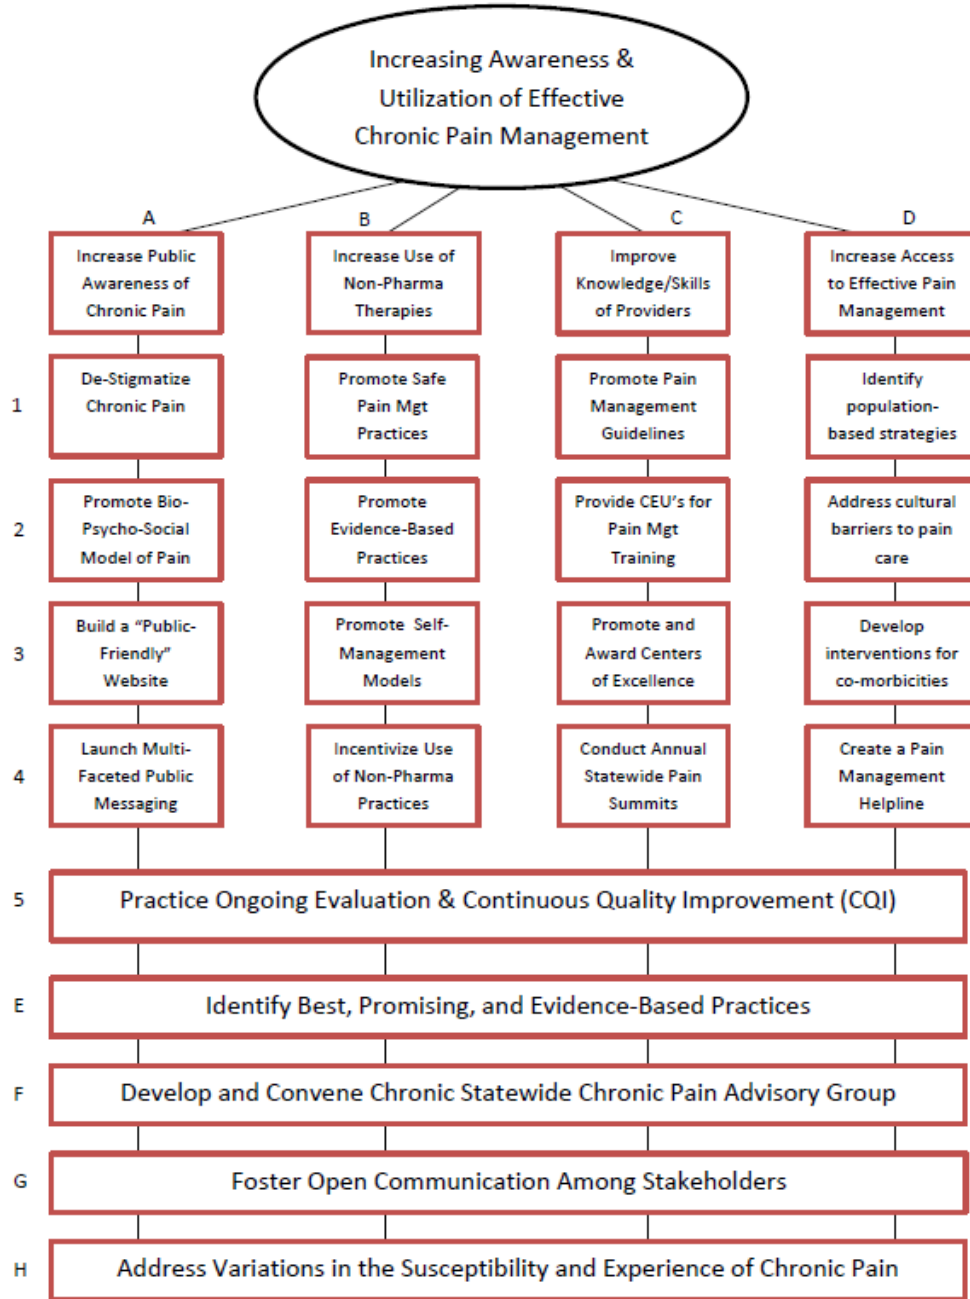 Increasing Awareness &
Utilization of Effective
Chronic Pain Management
A
B
C
D
Increase Public
Awareness of
Chronic Pain
Increase Use of
Non-Pharma
Therapies
Improve
Knowledge/Skills
of Providers
Increase Access
to Effective Pain
Management
1
De-Stigmatize
Chronic Pain
Promote Safe
Pain Mgt
Practices
Promote Pain
Management
Guidelines
Identify
population-
based strategies
2
Promote Bio-
Psycho-Social
Model of Pain
Promote
Evidence-Based
Practices
Provide CEU's for
Pain Mgt
Training
Address cultural
barriers to pain
care
3
Build a “Public-
Friendly”
Website
Promote Self-
Management
Models
Promote and
Award Centers
of Excellence
Develop
interventions for
co-morbicities
4
Launch Multi-
Faceted Public
Messaging
Incentivize Use
of Non-Pharma
Practices
Conduct Annual
Statewide Pain
Summits
Create a Pain
Management
Helpline
5
Practice Ongoing Evaluation & Continuous Quality Improvement (CQI)
E
Identify Best, Promising, and Evidence-Based Practices
F
Develop and Convene Chronic Statewide Chronic Pain Advisory Group
G
Foster Open Communication Among Stakeholders
H
Address Variations in the Susceptibility and Experience of Chronic Pain